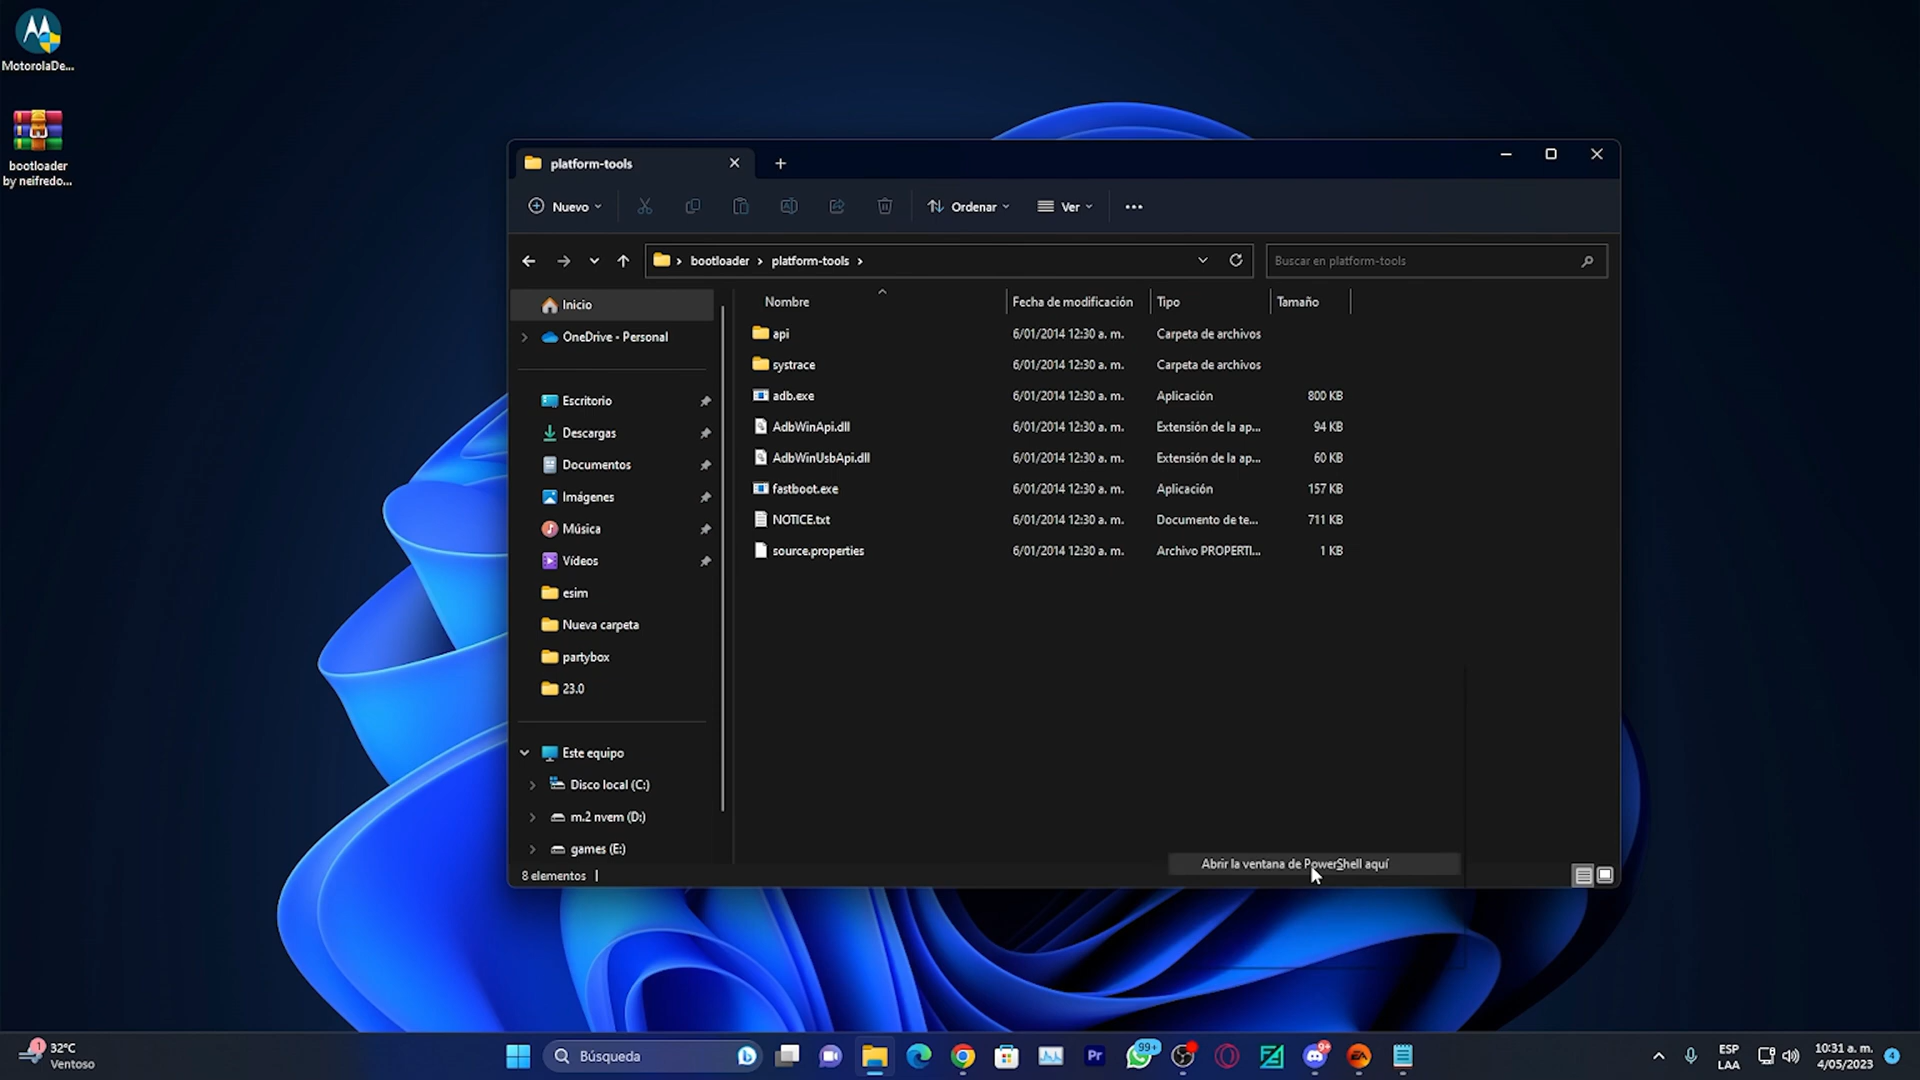 MotorolaDe...
bootloader
by neifredo...
platform-tools
Nuevo
Ordenar
Ver
bootloader > platform-tools >
Buscar en platform-tools
Inicio
OneDrive - Personal
Escritorio
Descargas
Documentos
Imágenes
Música
Vídeos
esim
Nueva carpeta
partybox
23.0
Este equipo
Disco local (C:)
m.2 nvem (D:)
games (E:)
Nombre Fecha de modificación Tipo Tamaño
api 6/01/2014 12:30 a. m. Carpeta de archivos
systrace 6/01/2014 12:30 a. m. Carpeta de archivos
adb.exe 6/01/2014 12:30 a. m. Aplicación 800 KB
AdbWinApi.dll 6/01/2014 12:30 a. m. Extensión de la ap... 94 KB
AdbWinUsbApi.dll 6/01/2014 12:30 a. m. Extensión de la ap... 60 KB
fastboot.exe 6/01/2014 12:30 a. m. Aplicación 157 KB
NOTICE.txt 6/01/2014 12:30 a. m. Documento de te... 711 KB
source.properties 6/01/2014 12:30 a. m. Archivo PROPERTI... 1 KB
Abrir la ventana de PowerShell aquí
8 elementos
1
32°C
Ventoso
Búsqueda
Pr
99+
9+
EA
ESP
LAA
10:31 a. m.
4/05/2023
4